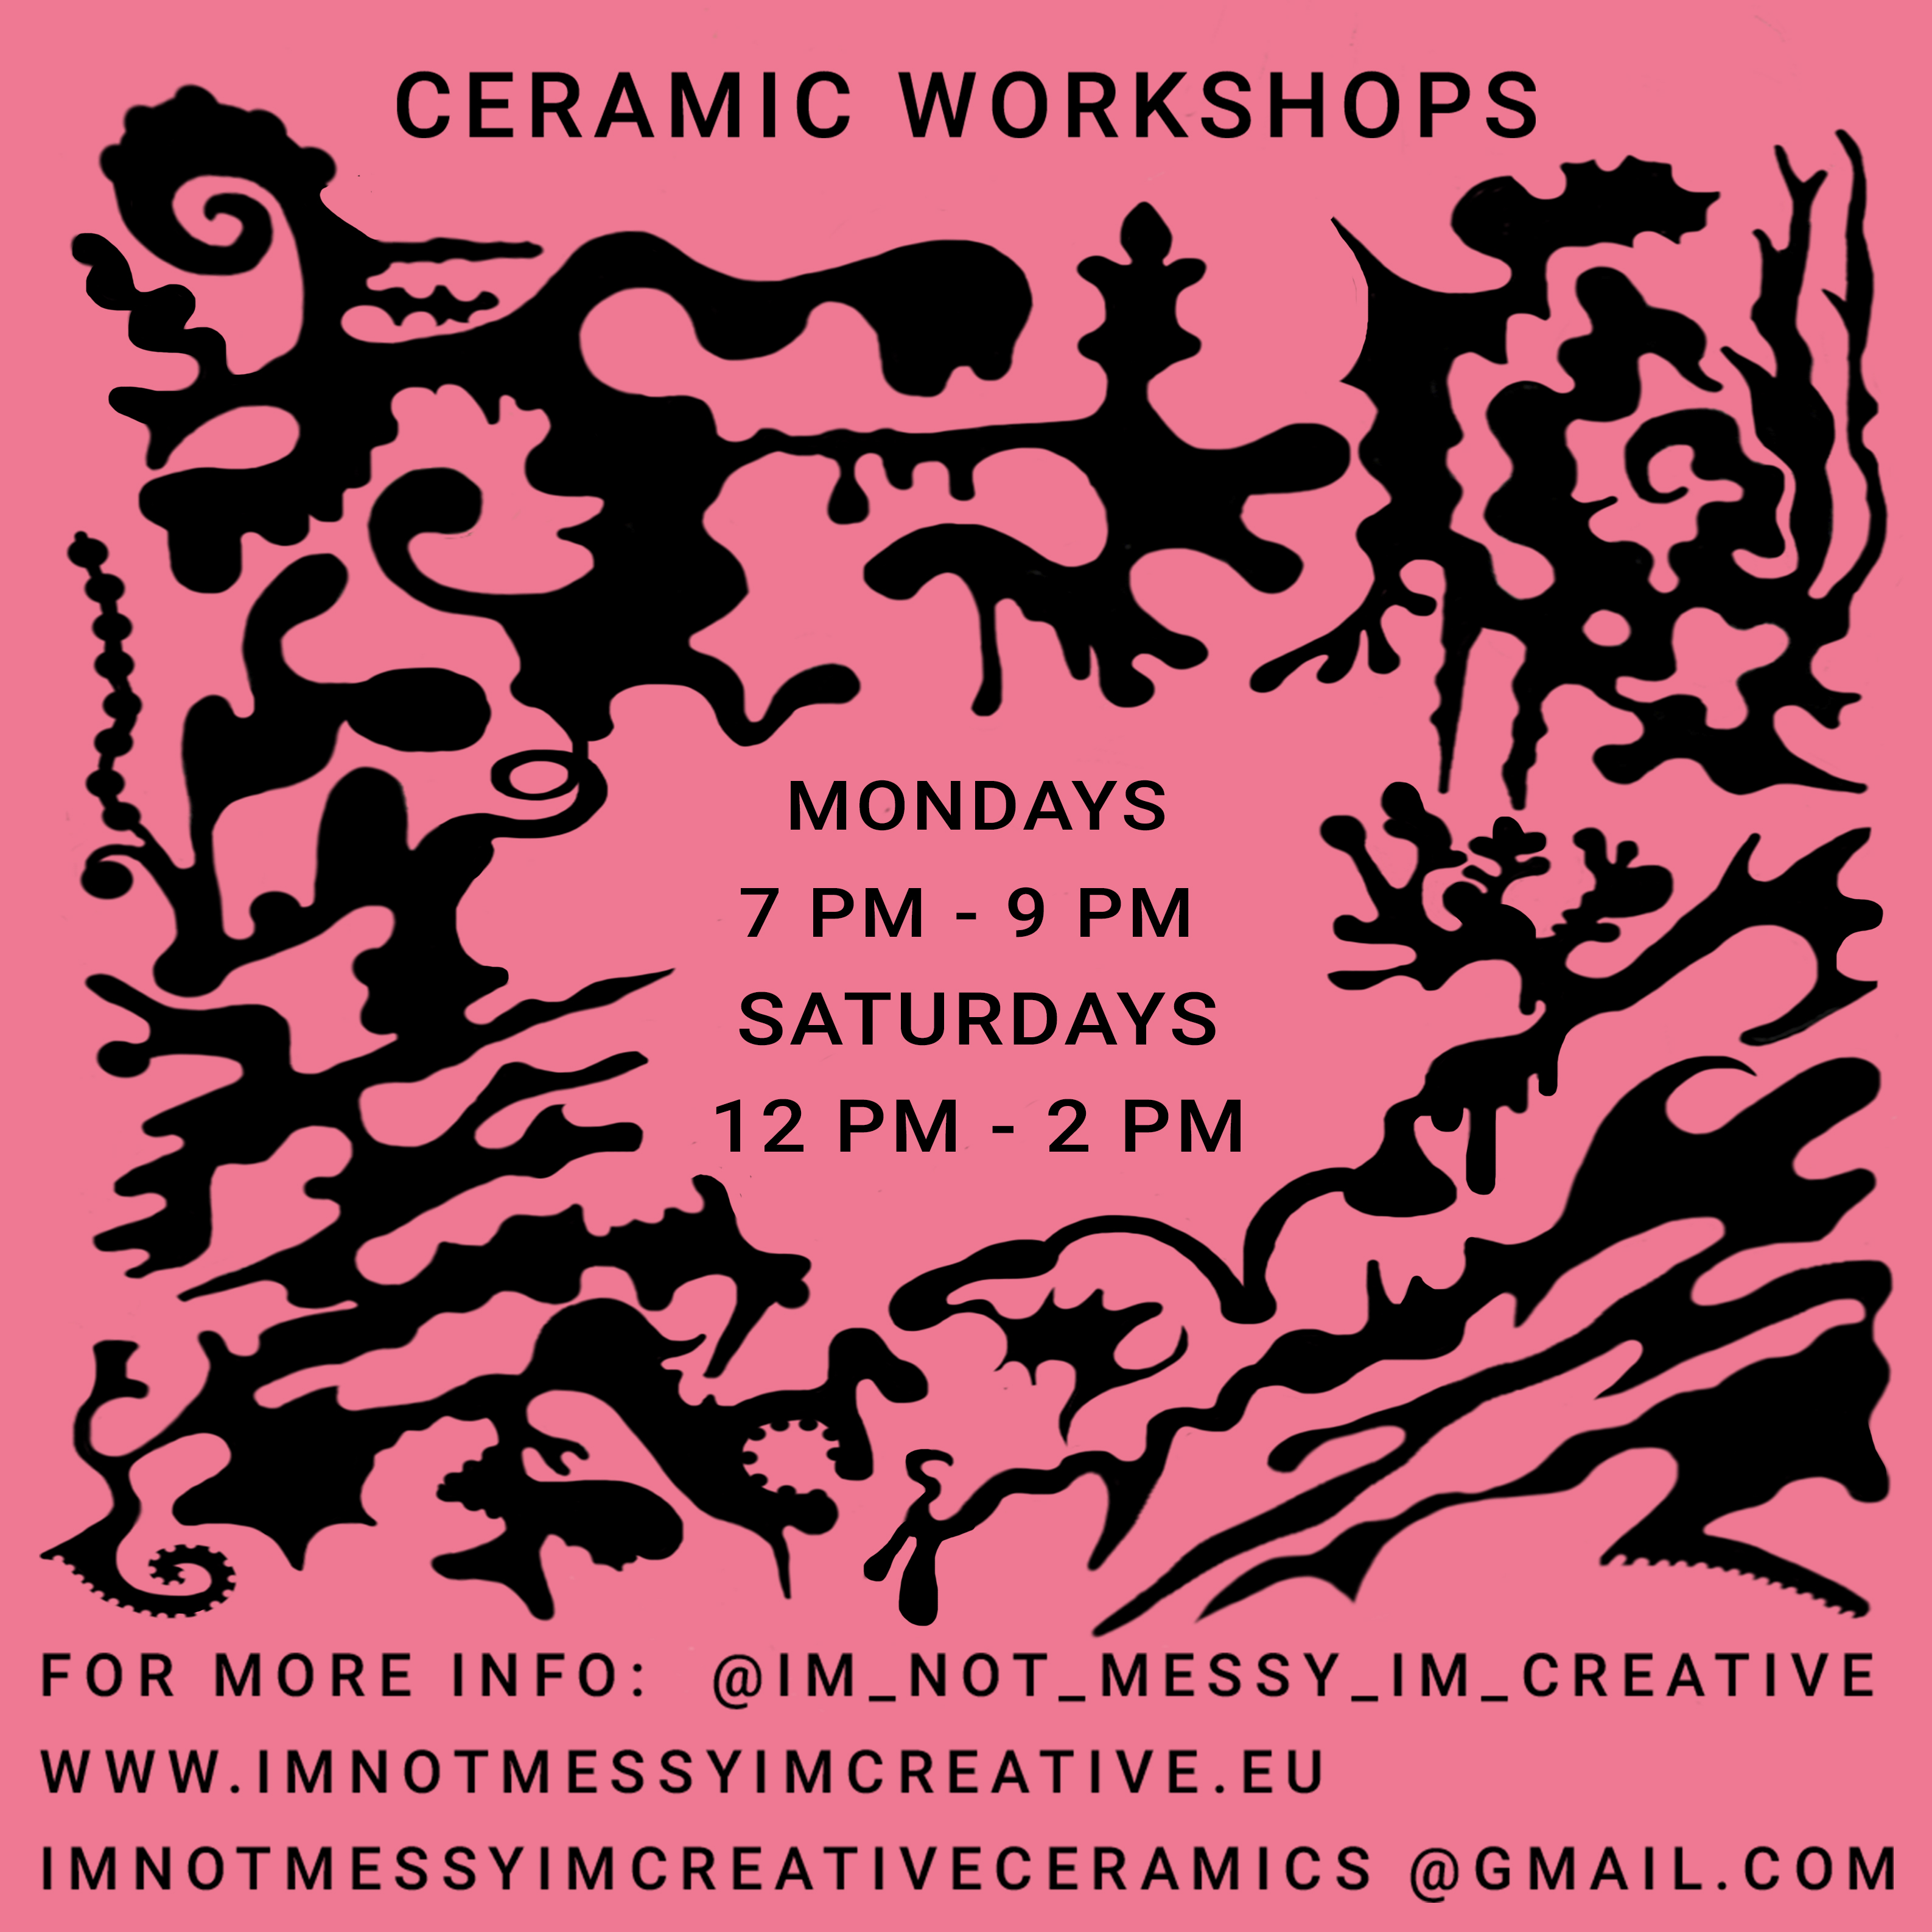 CERAMIC WORKSHOPS
MONDAYS
7 PM - 9 PM
SATURDAYS
12 PM - 2 PM
FOR MORE INFO: @IM_NOT_MESSY_IM_CREATIVE
WWW.IMNOTMESSYIMCREATIVE.EU
IMNOTMESSYIMCREATIVECERAMICS @GMAIL.COM